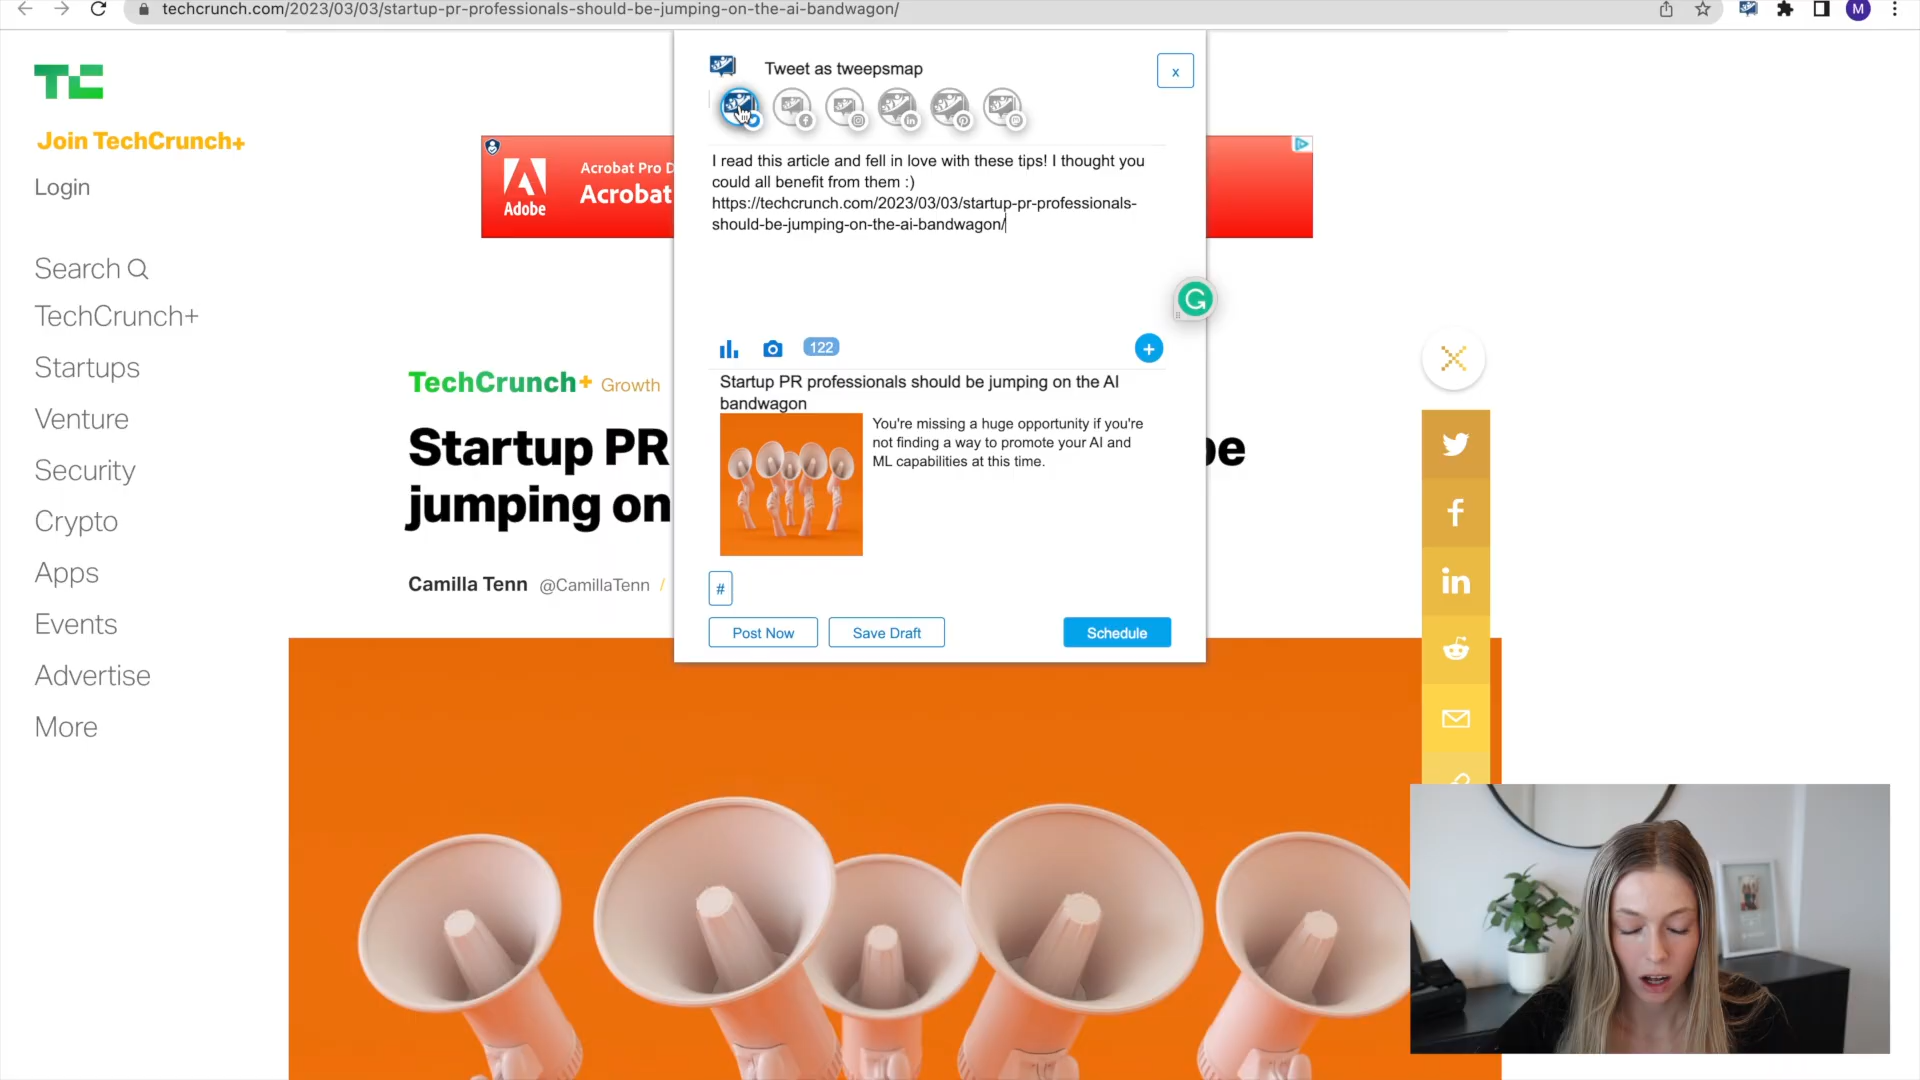 techcrunch.com/2023/03/03/startup-pr-professionals-should-be-jumping-on-the-ai-bandwagon/
M
TC
Join TechCrunch+
Login
Search
TechCrunch+
Startups
Venture
Security
Crypto
Apps
Events
Advertise
More
Adobe
Acrobat Pro D
Acrobat
Tweet as tweepsmap
x
I read this article and fell in love with these tips! I thought you
could all benefit from them :)
https://techcrunch.com/2023/03/03/startup-pr-professionals-
should-be-jumping-on-the-ai-bandwagon/
122
+
Startup PR professionals should be jumping on the AI
bandwagon
You're missing a huge opportunity if you're
not finding a way to promote your AI and
ML capabilities at this time.
#
Post Now
Save Draft
Schedule
TechCrunch+ Growth
Startup PR
be
jumping on
Camilla Tenn @CamillaTenn /